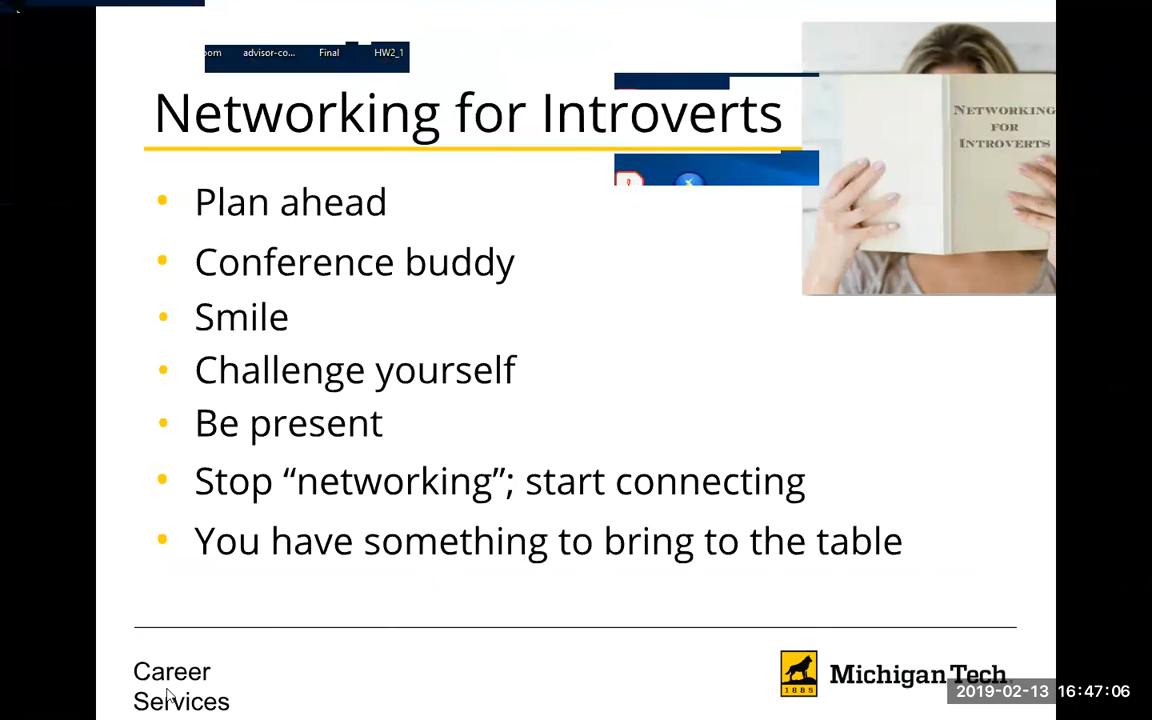 advisor-co... Final HW2_1
Networking for Introverts
NETWORKING
FOR
INTROVERTS
• Plan ahead
• Conference buddy
• Smile
• Challenge yourself
• Be present
• Stop “networking”; start connecting
• You have something to bring to the table
Career
Services
1885
Michigan Tech
2019-02-13 16:47:06